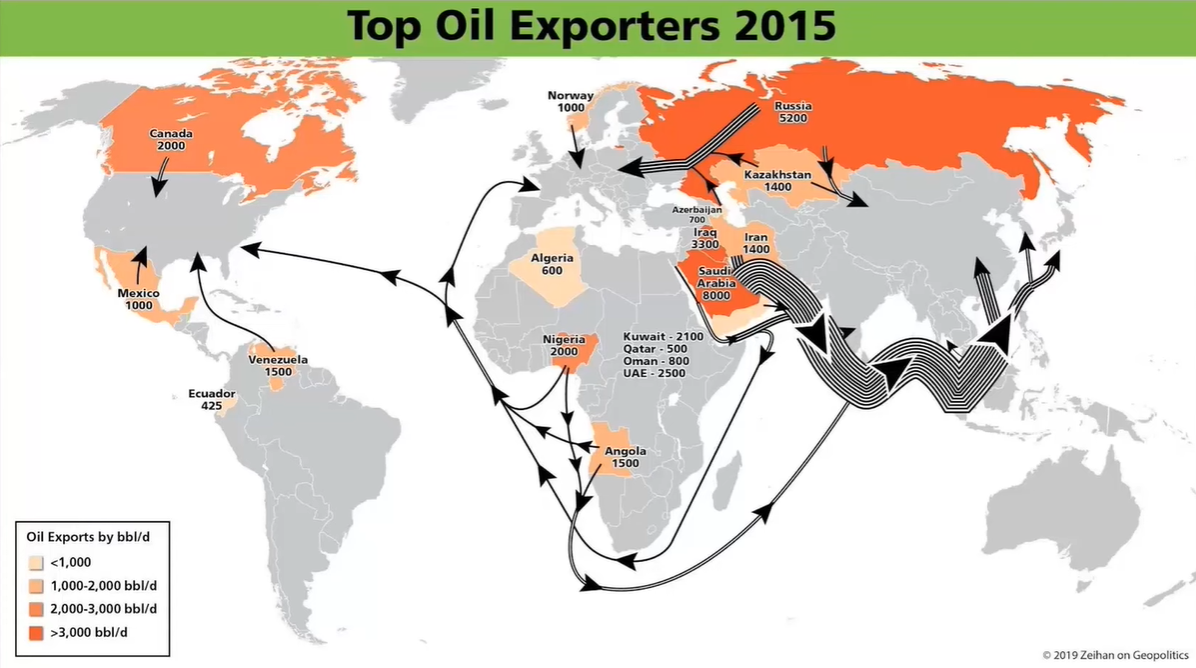 Top Oil Exporters 2015
Norway
1000
Russia
5200
Canada
2000
Kazakhstan
1400
Azerbaijan
700
Iraq
3300
Iran
1400
Algeria
600
Saudi
Arabia
8000
Mexico
1000
Nigeria
2000
Kuwait - 2100
Qatar - 500
Oman - 800
UAE - 2500
Venezuela
1500
Ecuador
425
Angola
1500
Oil Exports by bbl/d
<1,000
1,000-2,000 bbl/d
2,000-3,000 bbl/d
>3,000 bbl/d
© 2019 Zeihan on Geopolitics